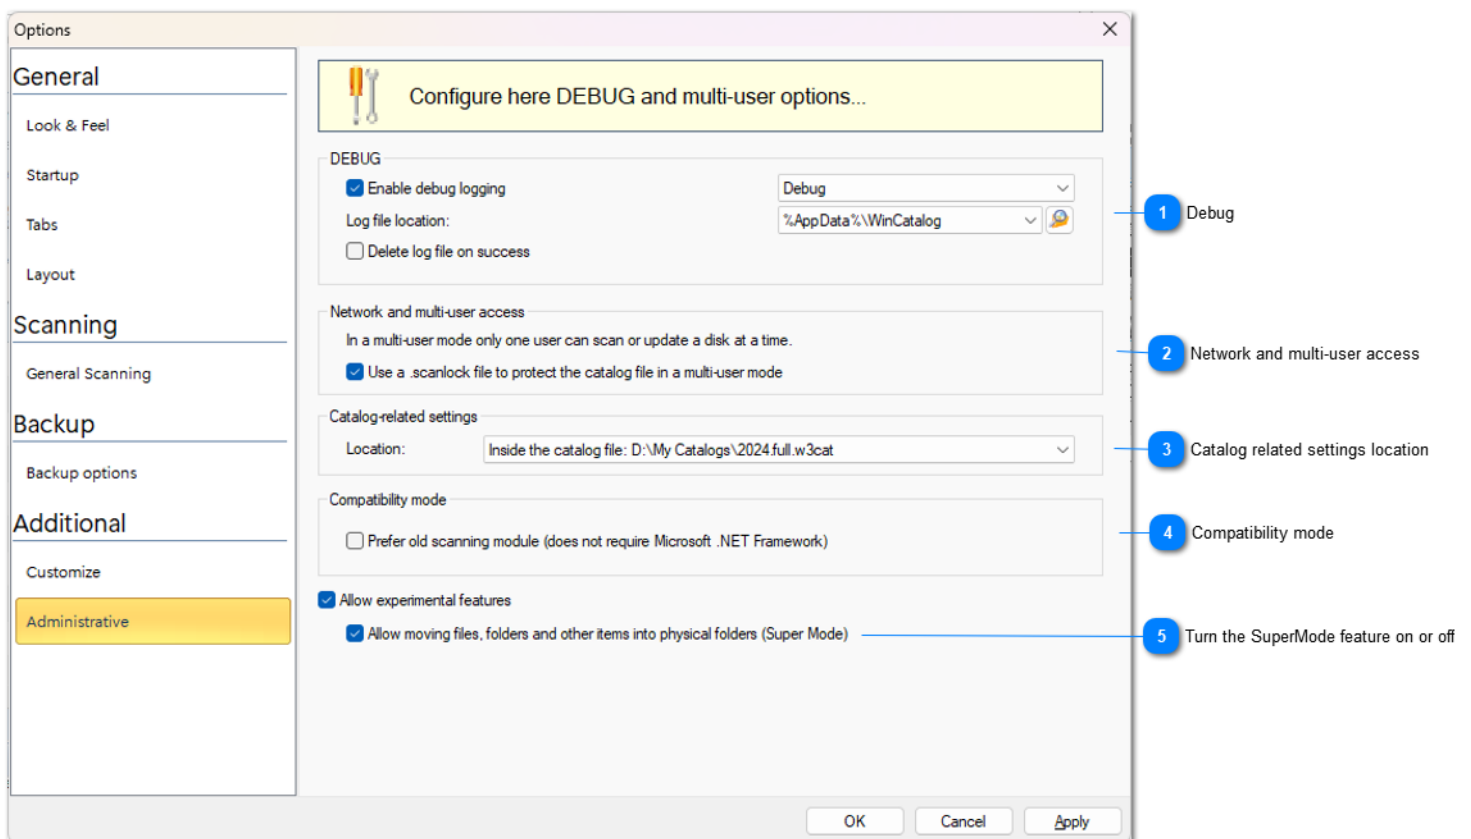 Options
General
Look & Feel
Startup
Tabs
Layout
Scanning
General Scanning
Backup
Backup options
Additional
Customize
Administrative
Configure here DEBUG and multi-user options...
DEBUG
Enable debug logging
Debug
Log file location:
%AppData%\WinCatalog
Delete log file on success
Network and multi-user access
In a multi-user mode only one user can scan or update a disk at a time.
Use a .scanlock file to protect the catalog file in a multi-user mode
Catalog-related settings
Location:
Inside the catalog file: D:\My Catalogs\2024.full.w3cat
Compatibility mode
Prefer old scanning module (does not require Microsoft .NET Framework)
Allow experimental features
Allow moving files, folders and other items into physical folders (Super Mode)
OK
Cancel
Apply
1 Debug
2 Network and multi-user access
3 Catalog related settings location
4 Compatibility mode
5 Turn the SuperMode feature on or off